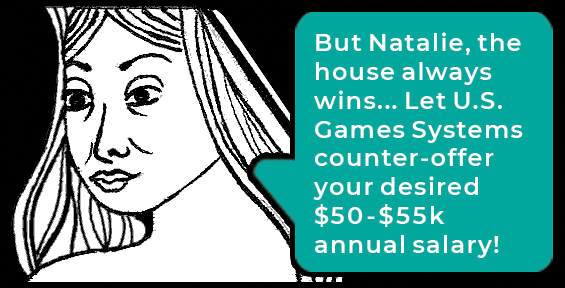 But Natalie, the
house always
wins... Let U.S.
Games Systems
counter-offer
your desired
$50-$55k
annual salary!